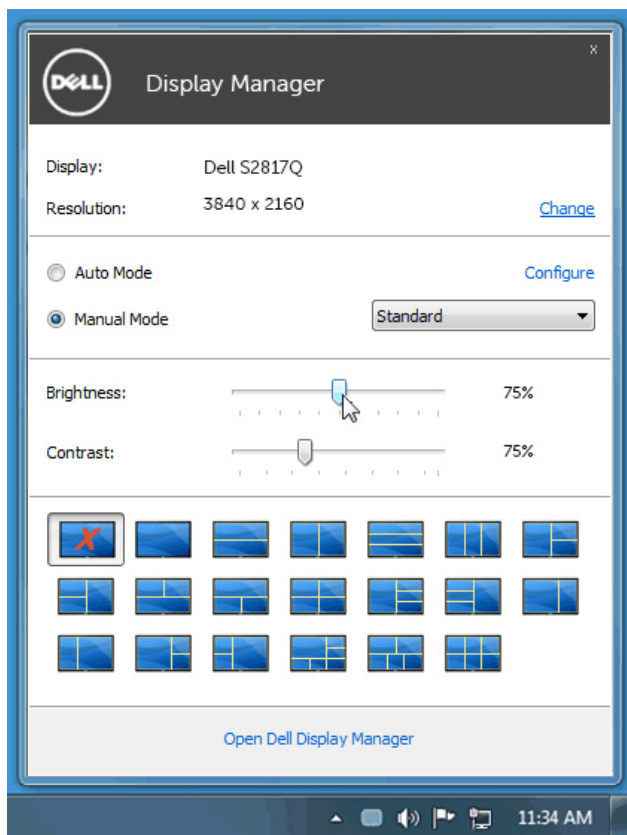 DELL
Display Manager
x
Display: Dell S2817Q
Resolution: 3840 x 2160 Change
Auto Mode Configure
Manual Mode Standard
Brightness: 75%
Contrast: 75%
X
Open Dell Display Manager
11:34 AM